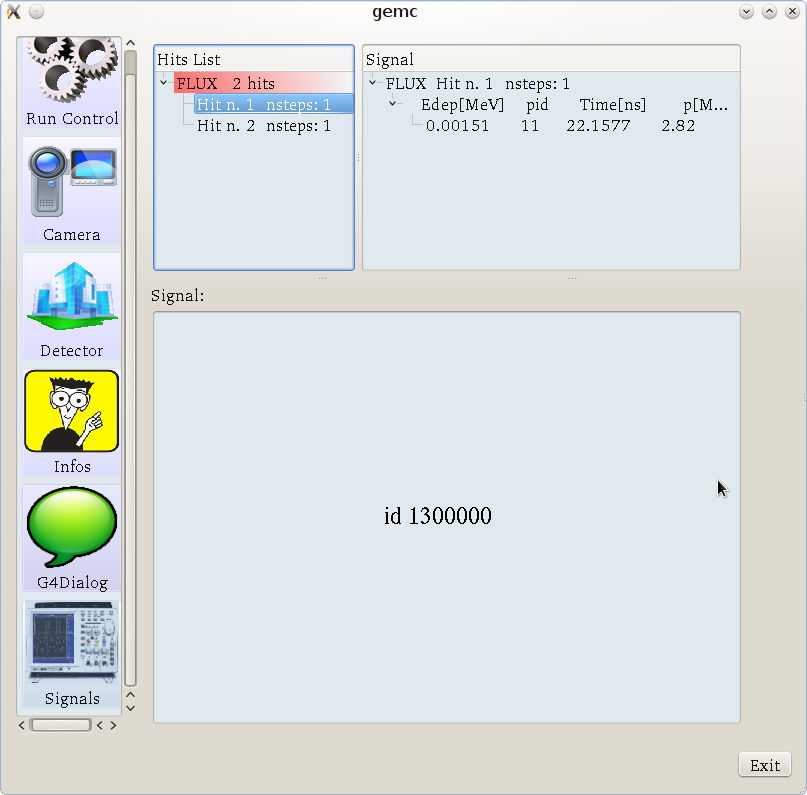 gemc
Run Control
Camera
Detector
Infos
G4Dialog
Signals
Hits List
FLUX 2 hits
Hit n. 1 nsteps: 1
Hit n. 2 nsteps: 1
Signal
FLUX Hit n. 1 nsteps: 1
Edep[MeV] pid Time[ns] p[M...
0.00151 11 22.1577 2.82
Signal:
id 1300000
Exit